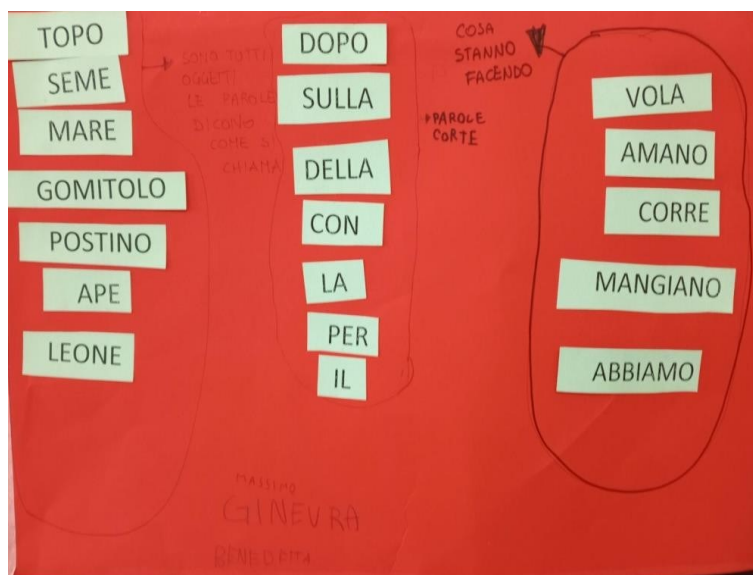 TOPO
SEME
MARE
GOMITOLO
POSTINO
APE
LEONE
SONO TUTTI
OGGETTI
LE PAROLE
DICONO
COME SI
CHIAMA
DOPO
SULLA
DELLA
CON
LA
PER
IL
PAROLE
CORTE
COSA
STANNO
FACENDO
VOLA
AMANO
CORRE
MANGIANO
ABBIAMO
MASSIMO
GINEVRA
BENEDETTA